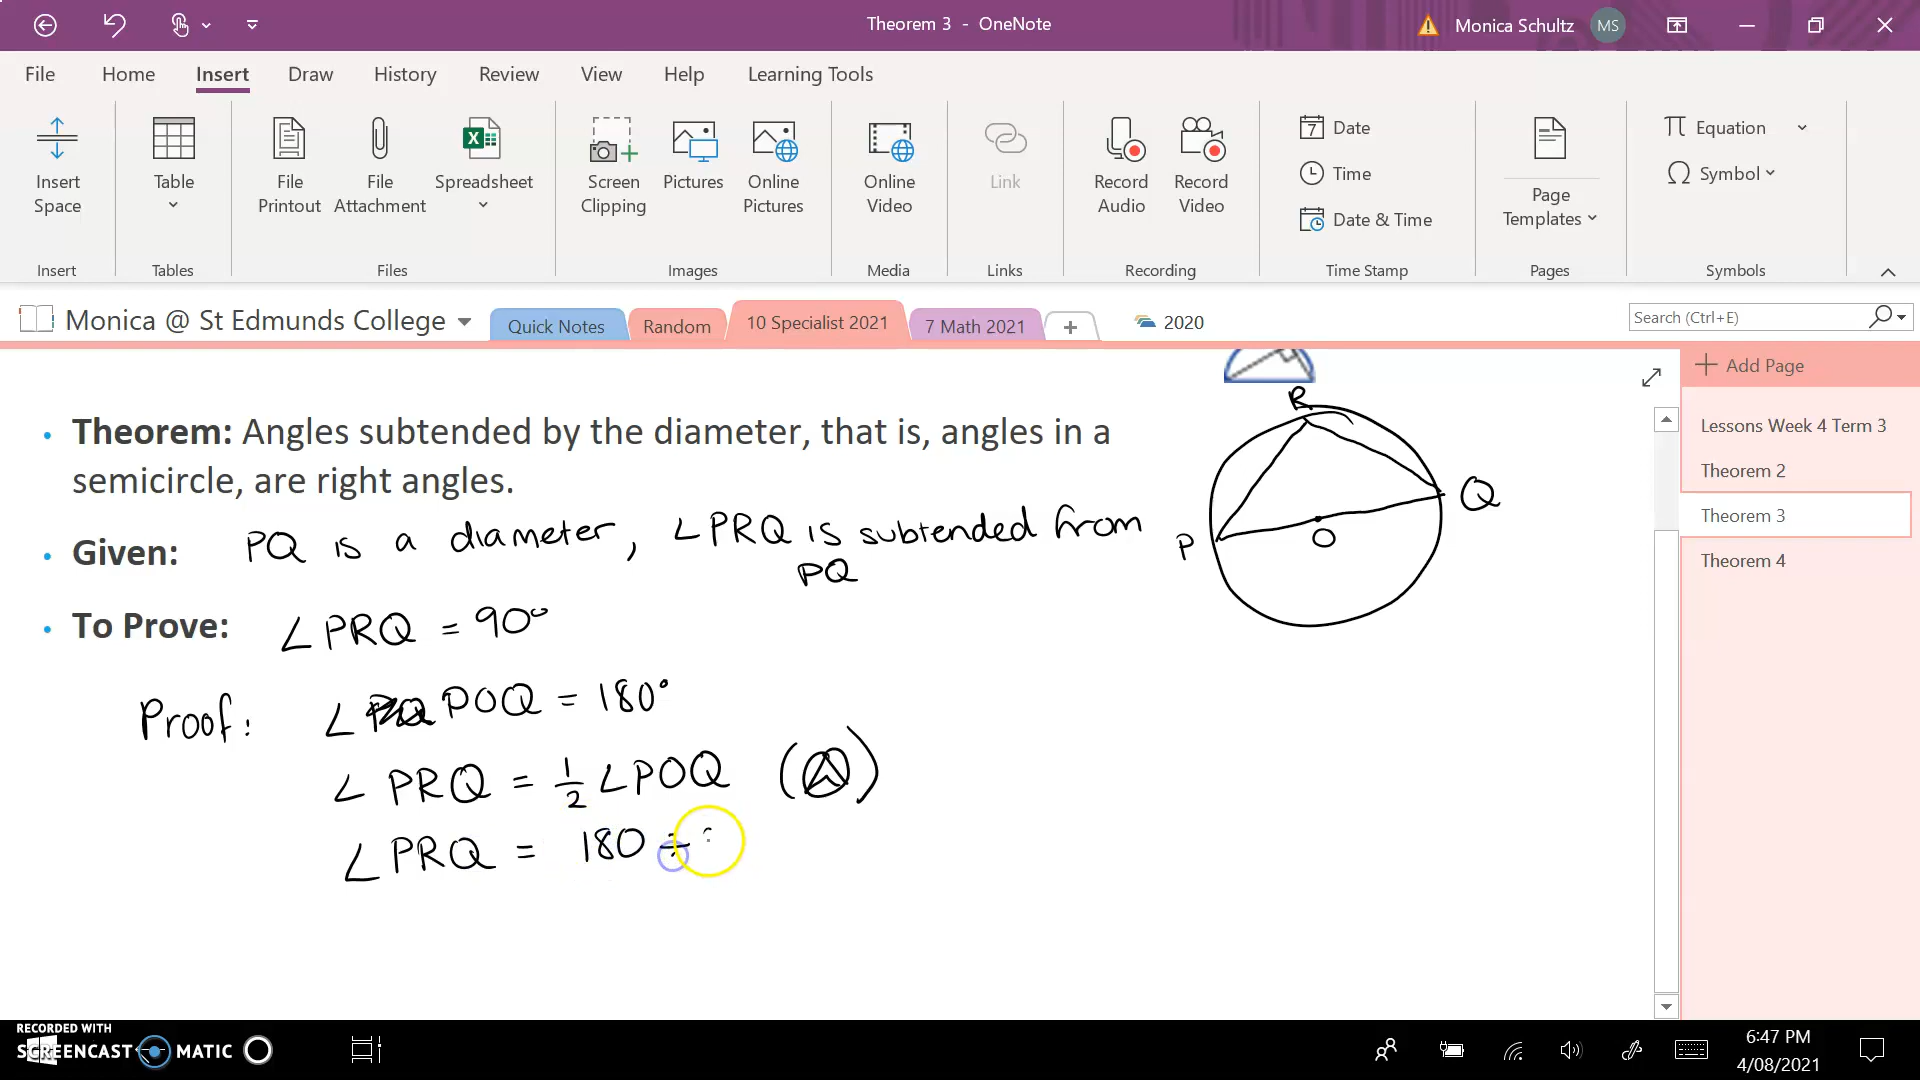 Theorem 3 - OneNote
Monica Schultz MS
File Home Insert Draw History Review View Help Learning Tools
Insert Space
Table
File Printout
File Attachment
Spreadsheet
Screen Clipping
Pictures
Online Pictures
Online Video
Link
Record Audio
Record Video
Date
Time
Date & Time
Page Templates
Equation
Symbol
Insert Tables Files Images Media Links Recording Time Stamp Pages Symbols
Monica @ St Edmunds College Quick Notes Random 10 Specialist 2021 7 Math 2021 + 2020 Search (Ctrl+E)
Add Page
Lessons Week 4 Term 3
Theorem 2
Theorem 3
Theorem 4
• Theorem: Angles subtended by the diameter, that is, angles in a
semicircle, are right angles.
• Given: PQ is a diameter, ∠PRQ is subtended from
PQ
• To Prove: ∠PRQ = 90°
Proof: ∠ POQ = 180°
∠PRQ = 1/2 ∠POQ
∠PRQ = 180 ÷
R
Q
P
O
RECORDED WITH
SCREENCAST MATIC
6:47 PM
4/08/2021